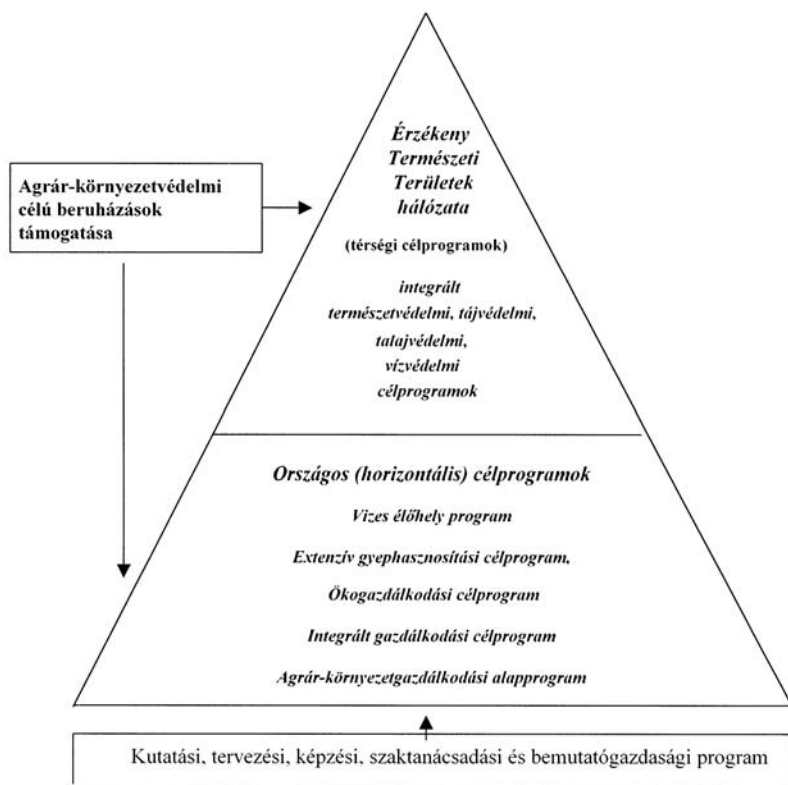 Érzékeny
Természeti
Területek
hálózata
Agrár-környezetvédelmi
célú beruházások
támogatása
(térségi célprogramok)
integrált
természetvédelmi, tájvédelmi,
talajvédelmi,
vízvédelmi
célprogramok
Országos (horizontális) célprogramok
Vizes élőhely program
Extenzív gyephasznosítási célprogram,
Ökogazdálkodási célprogram
Integrált gazdálkodási célprogram
Agrár-környezetgazdálkodási alapprogram
Kutatási, tervezési, képzési, szaktanácsadási és bemutatógazdasági program